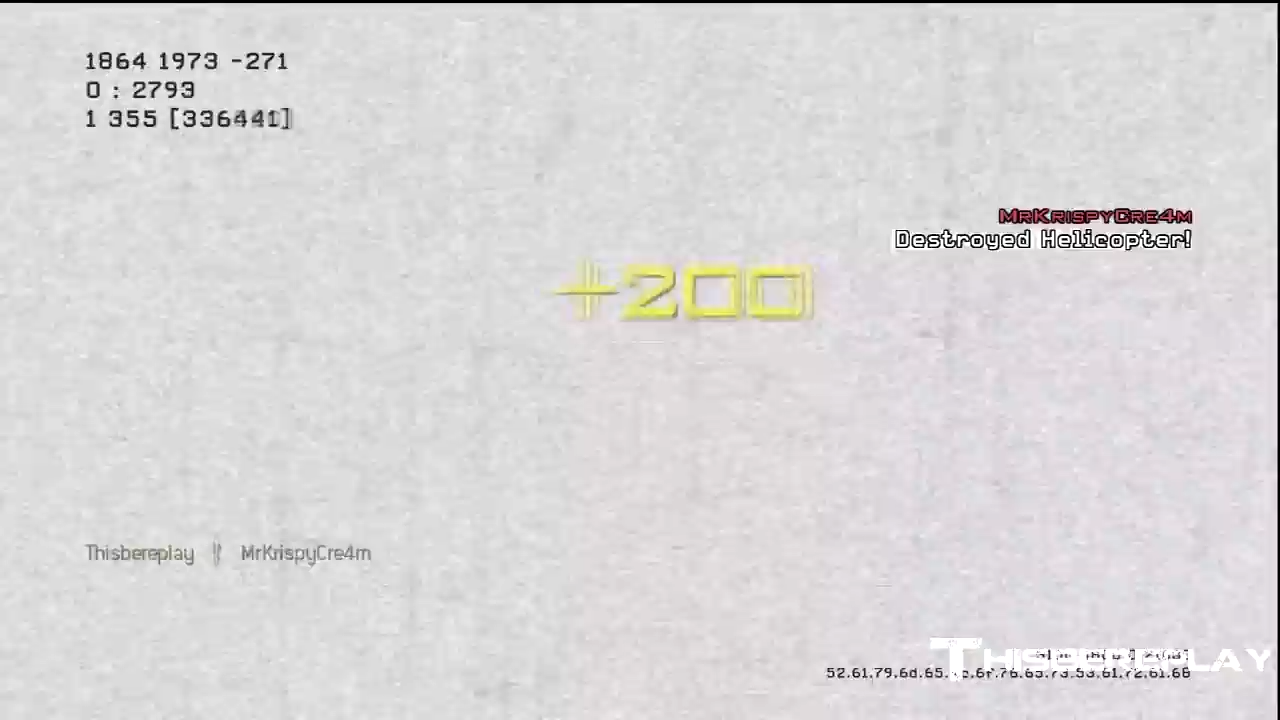 1864 1973 -271
0 : 2793
1 355 [336441]
MrKrispyCre4m
Destroyed Helicopter!
+200
Thisbereplay MrKrispyCre4m
Thisbereplay